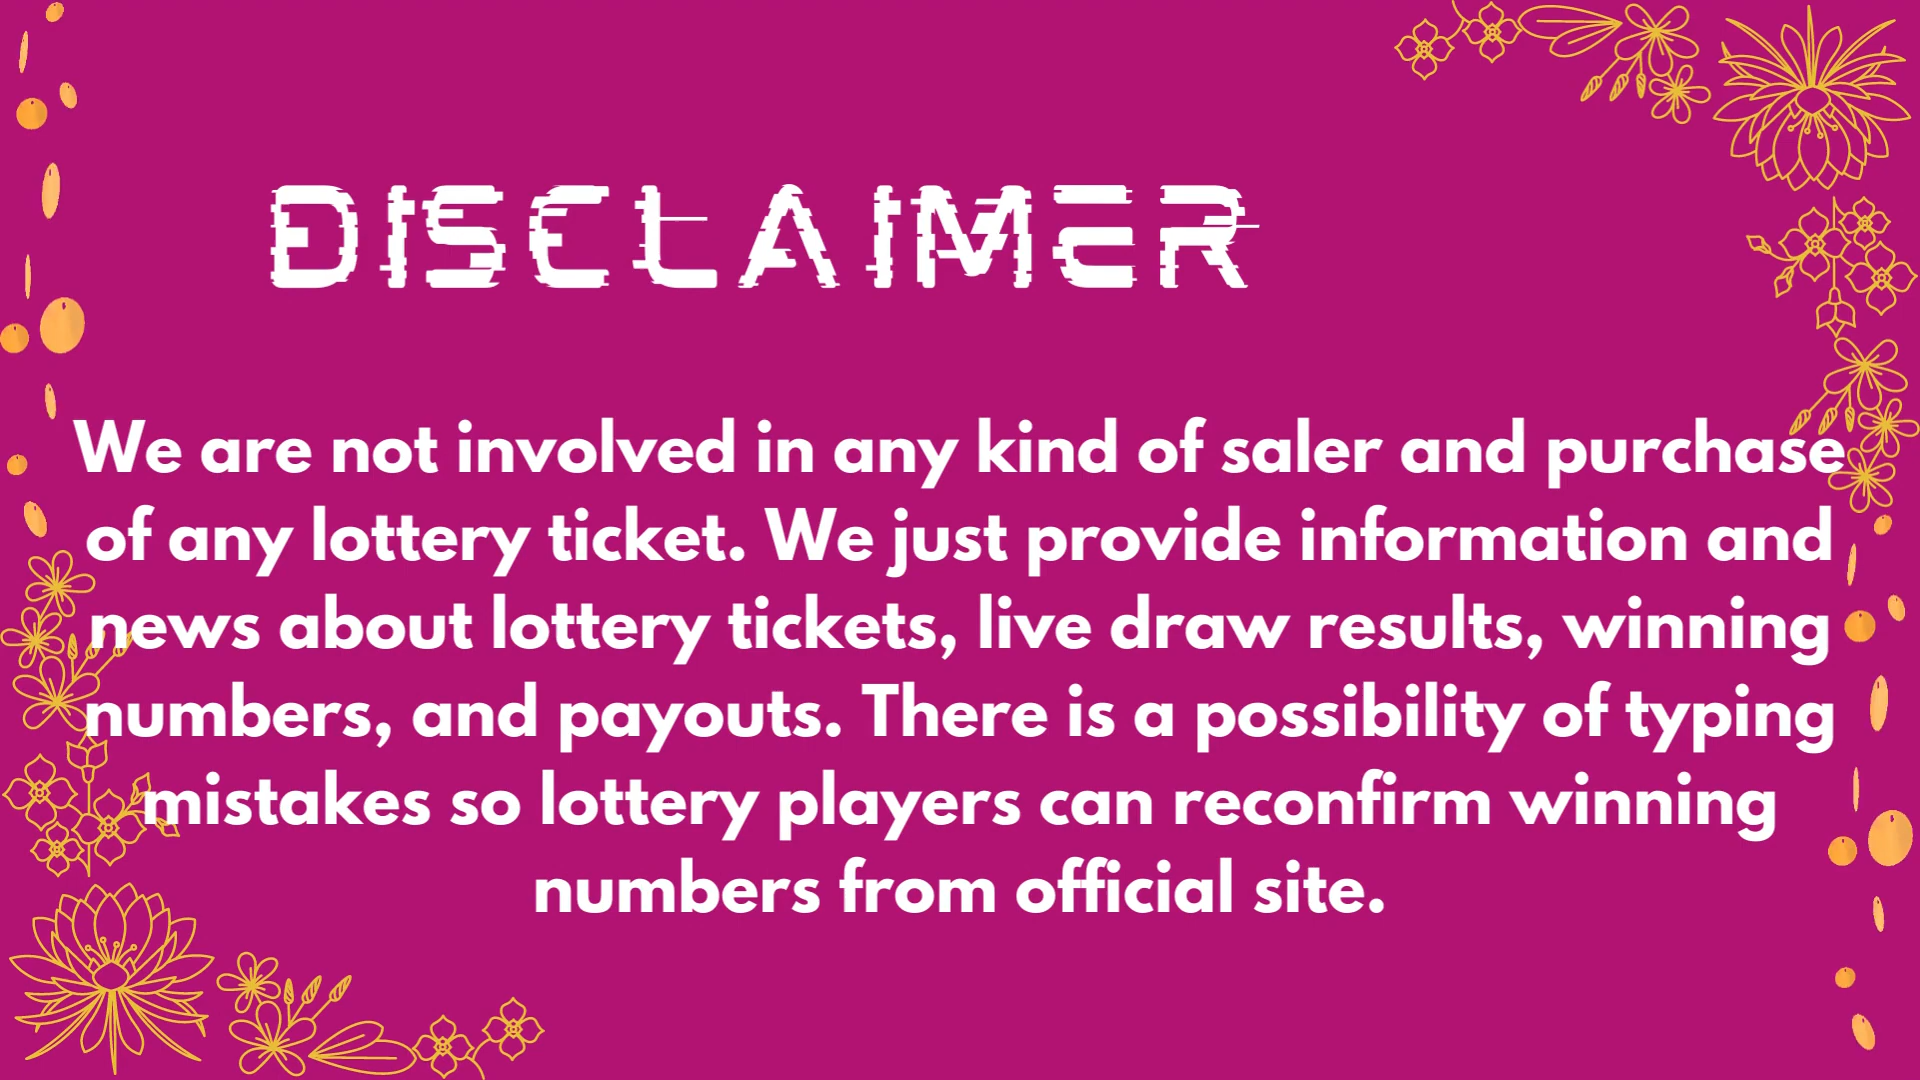 DISCLAIMER
We are not involved in any kind of saler and purchase
of any lottery ticket. We just provide information and
news about lottery tickets, live draw results, winning
numbers, and payouts. There is a possibility of typing
mistakes so lottery players can reconfirm winning
numbers from official site.